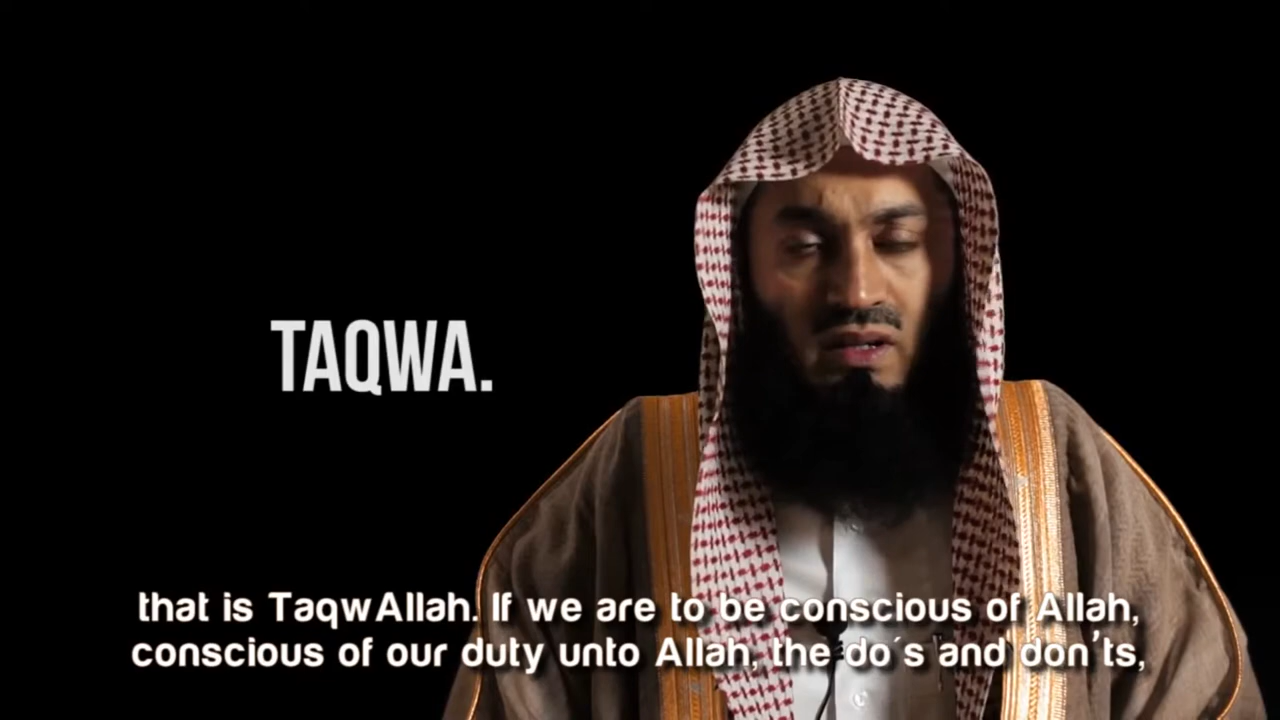 TAQWA.
that is TaqwAllah. If we are to be conscious of Allah,
conscious of our duty unto Allah, the do´s and don'ts,